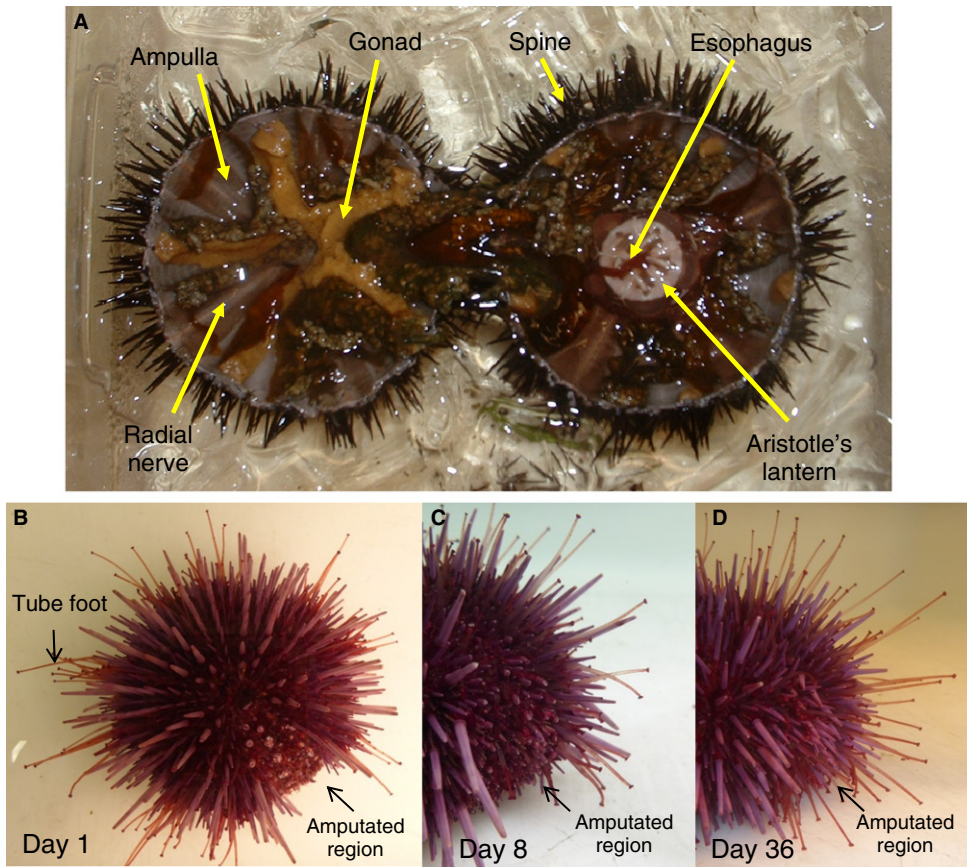 A
Ampulla
Gonad
Spine
Esophagus
Radial
nerve
Aristotle's
lantern
B
Tube foot
Amputated
region
Day 1
C
Amputated
region
Day 8
D
Amputated
region
Day 36